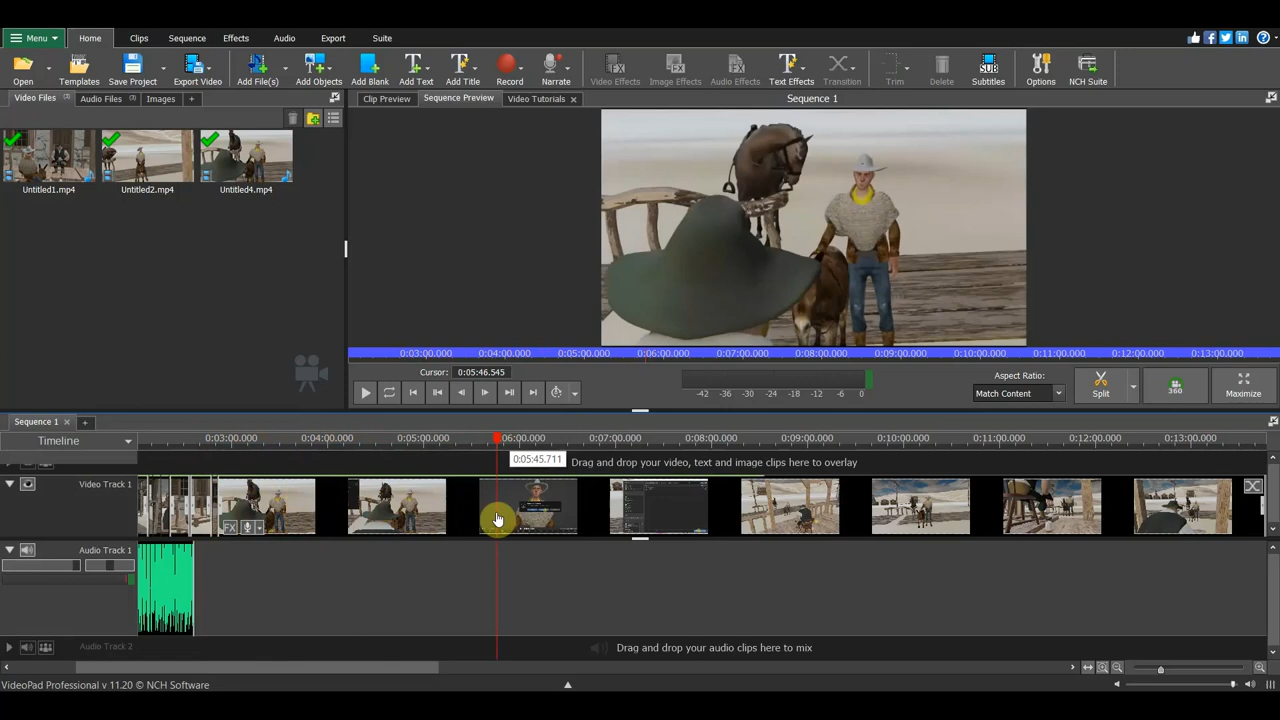 Menu Home Clips Sequence Effects Audio Export Suite
Open Templates Save Project Export Video Add File(s) Add Objects Add Blank Add Text Add Title Record Narrate Video Effects Image Effects Audio Effects Text Effects Transition Trim Delete Subtitles Options NCH Suite
Video Files Audio Files Images + Clip Preview Sequence Preview Video Tutorials Sequence 1
Untitled1.mp4 Untitled2.mp4 Untitled4.mp4
0:03:00.000 0:04:00.000 0:05:00.000 0:06:00.000 0:07:00.000 0:08:00.000 0:09:00.000 0:10:00.000 0:11:00.000 0:12:00.000 0:13:00.000
Cursor: 0:05:46.545
-42 -36 -30 -24 -18 -12 -6 0
Aspect Ratio:
Match Content
Split 360 Maximize
Sequence 1 +
Timeline 0:03:00.000 0:04:00.000 0:05:00.000 0:06:00.000 0:07:00.000 0:08:00.000 0:09:00.000 0:10:00.000 0:11:00.000 0:12:00.000 0:13:00.000
0:05:45.711 Drag and drop your video, text and image clips here to overlay
Video Track 1
FX
Audio Track 1
Audio Track 2 Drag and drop your audio clips here to mix
VideoPad Professional v 11.20 © NCH Software